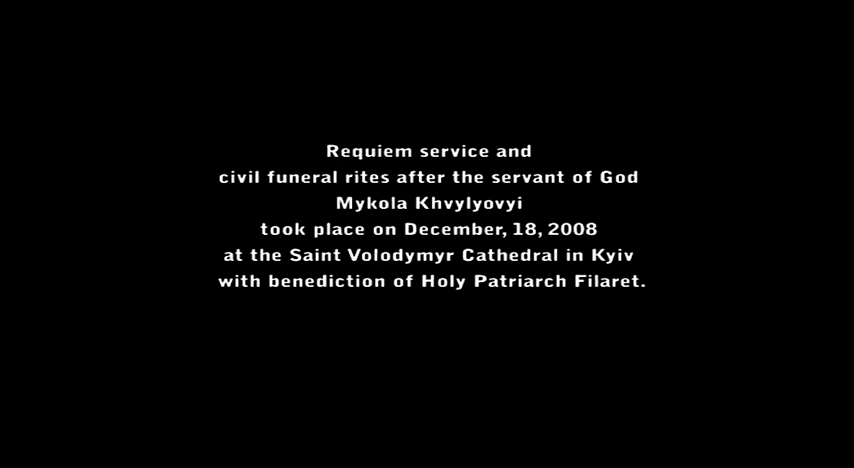 Requiem service and
civil funeral rites after the servant of God
Mykola Khvylyovyi
took place on December, 18, 2008
at the Saint Volodymyr Cathedral in Kyiv
with benediction of Holy Patriarch Filaret.